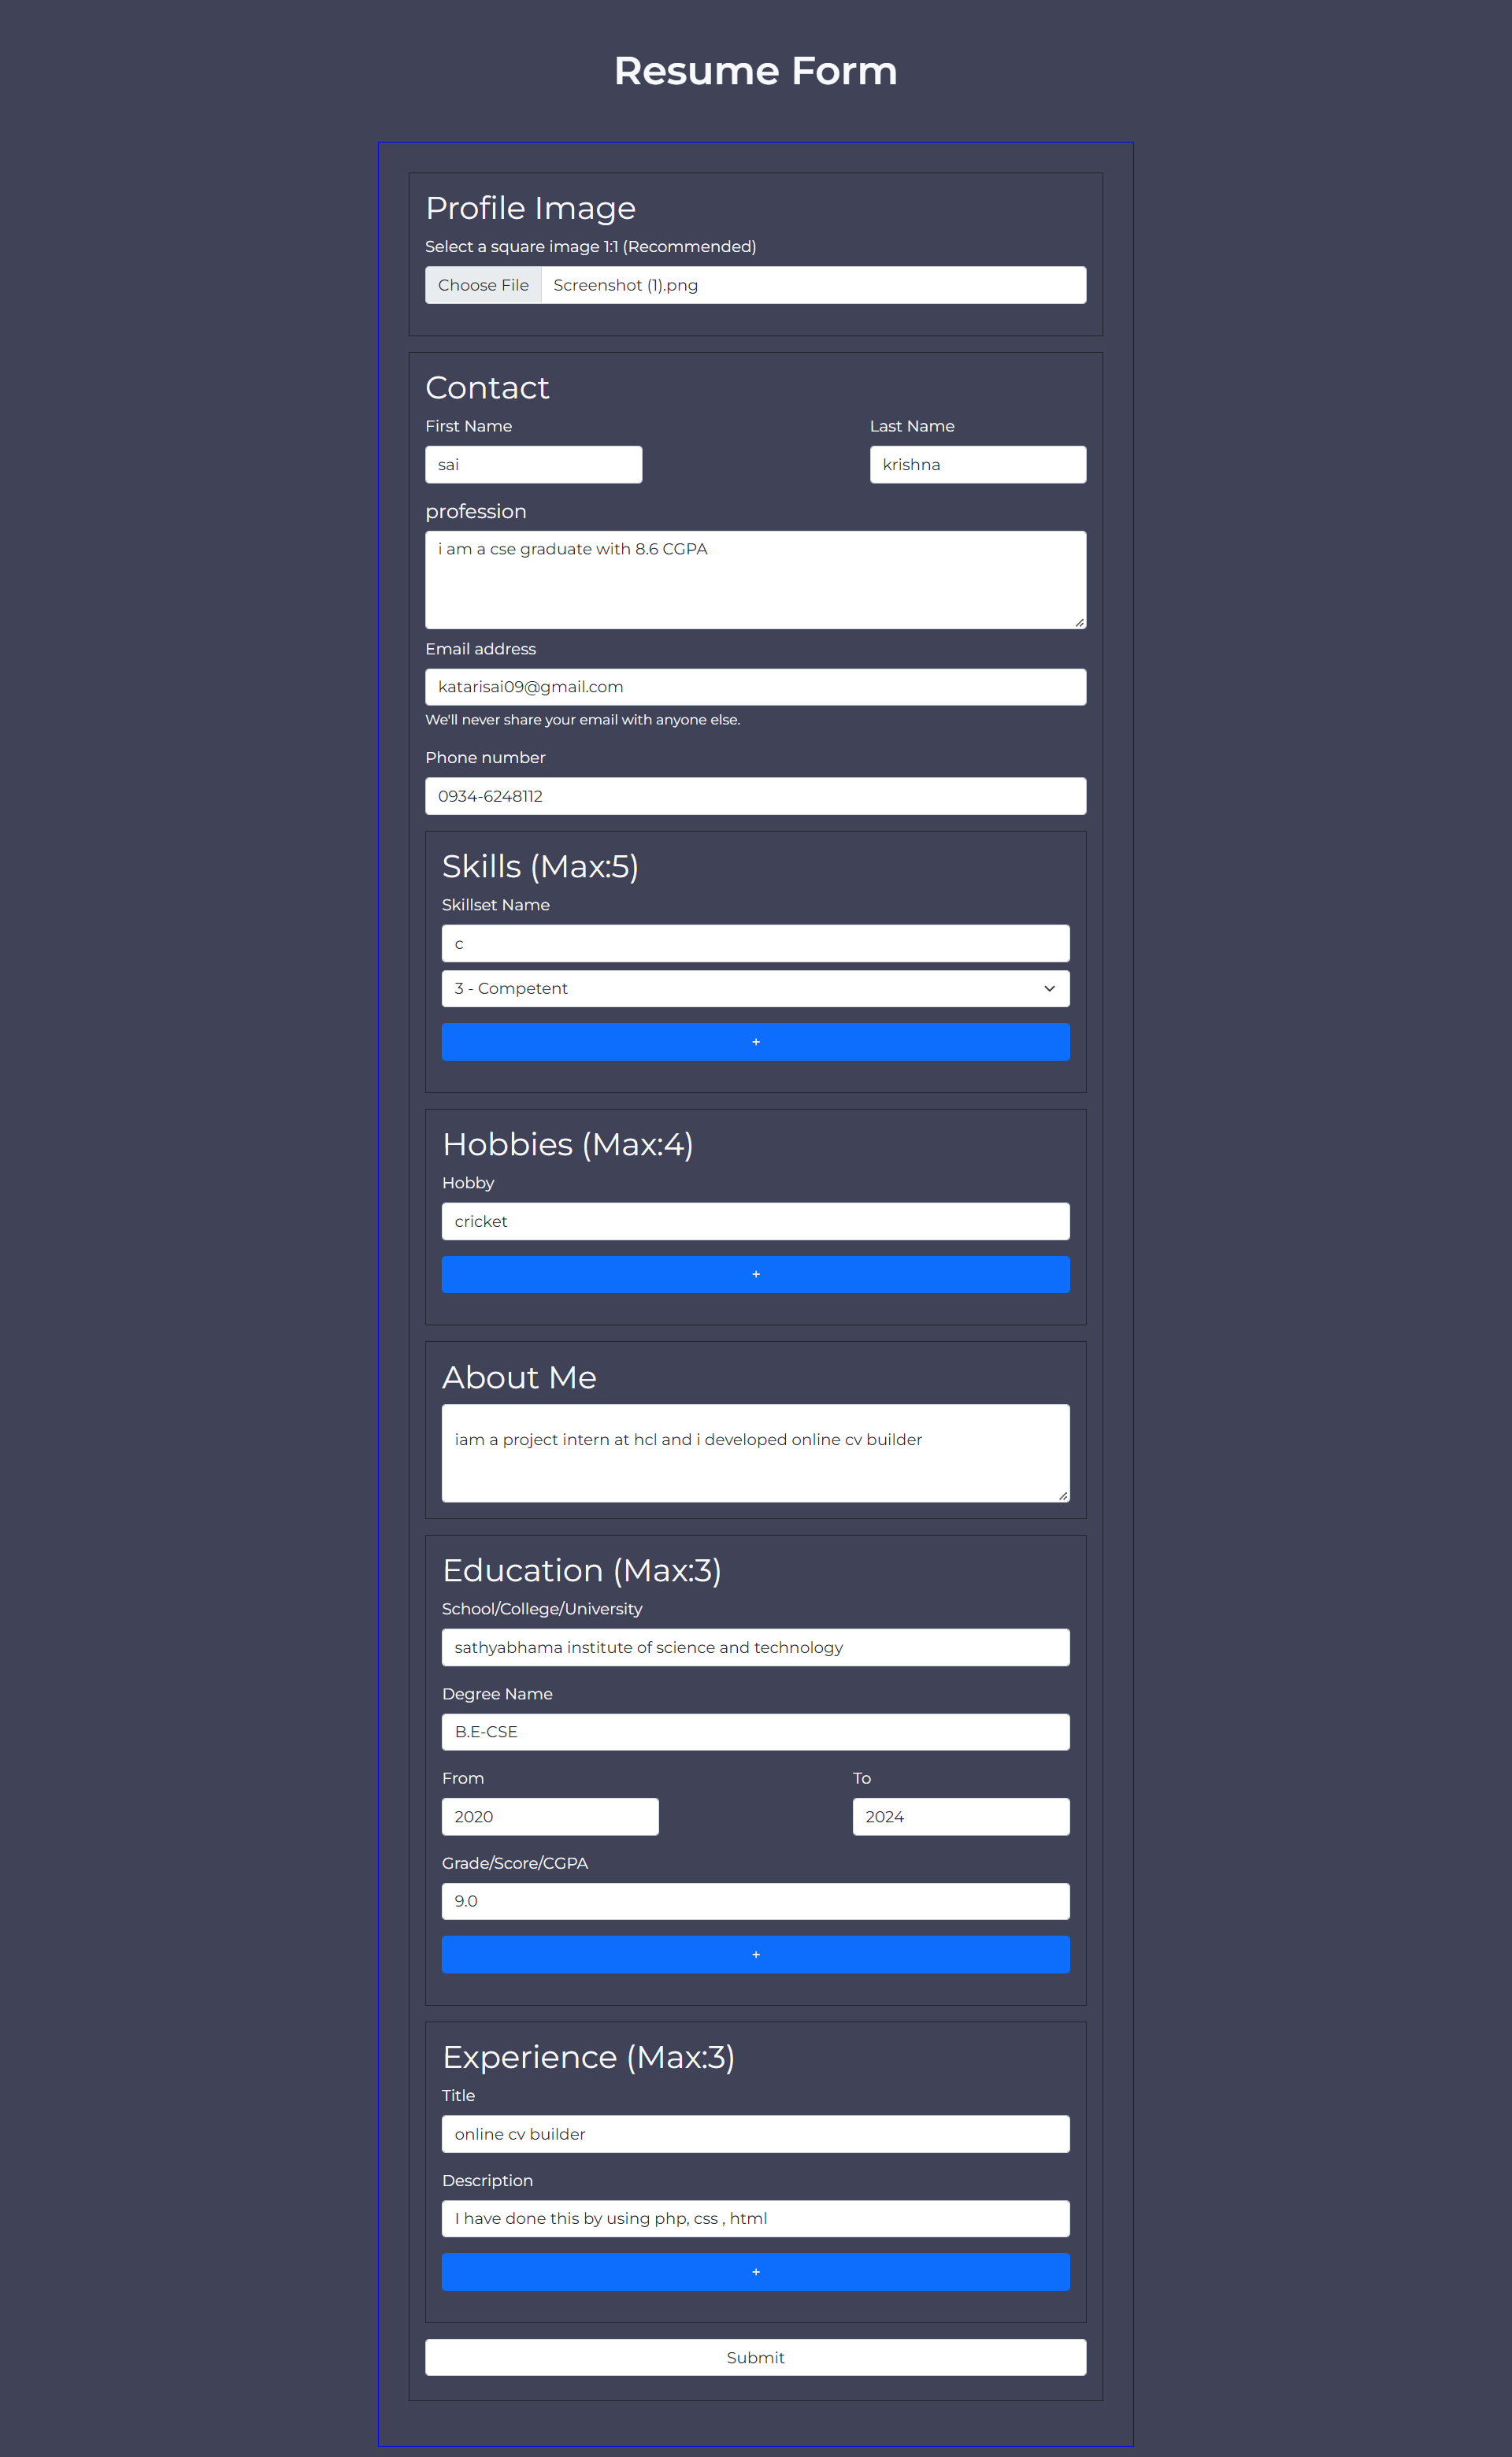 Resume Form
Profile Image
Select a square image 1:1 (Recommended)
Choose File Screenshot (1).png
Contact
First Name Last Name
sai krishna
profession
i am a cse graduate with 8.6 CGPA
Email address
katarisai09@gmail.com
We'll never share your email with anyone else.
Phone number
0934-6248112
Skills (Max:5)
Skillset Name
c
3 - Competent
+
Hobbies (Max:4)
Hobby
cricket
+
About Me
iam a project intern at hcl and i developed online cv builder
Education (Max:3)
School/College/University
sathyabhama institute of science and technology
Degree Name
B.E-CSE
From To
2020 2024
Grade/Score/CGPA
9.0
+
Experience (Max:3)
Title
online cv builder
Description
I have done this by using php, css , html
+
Submit